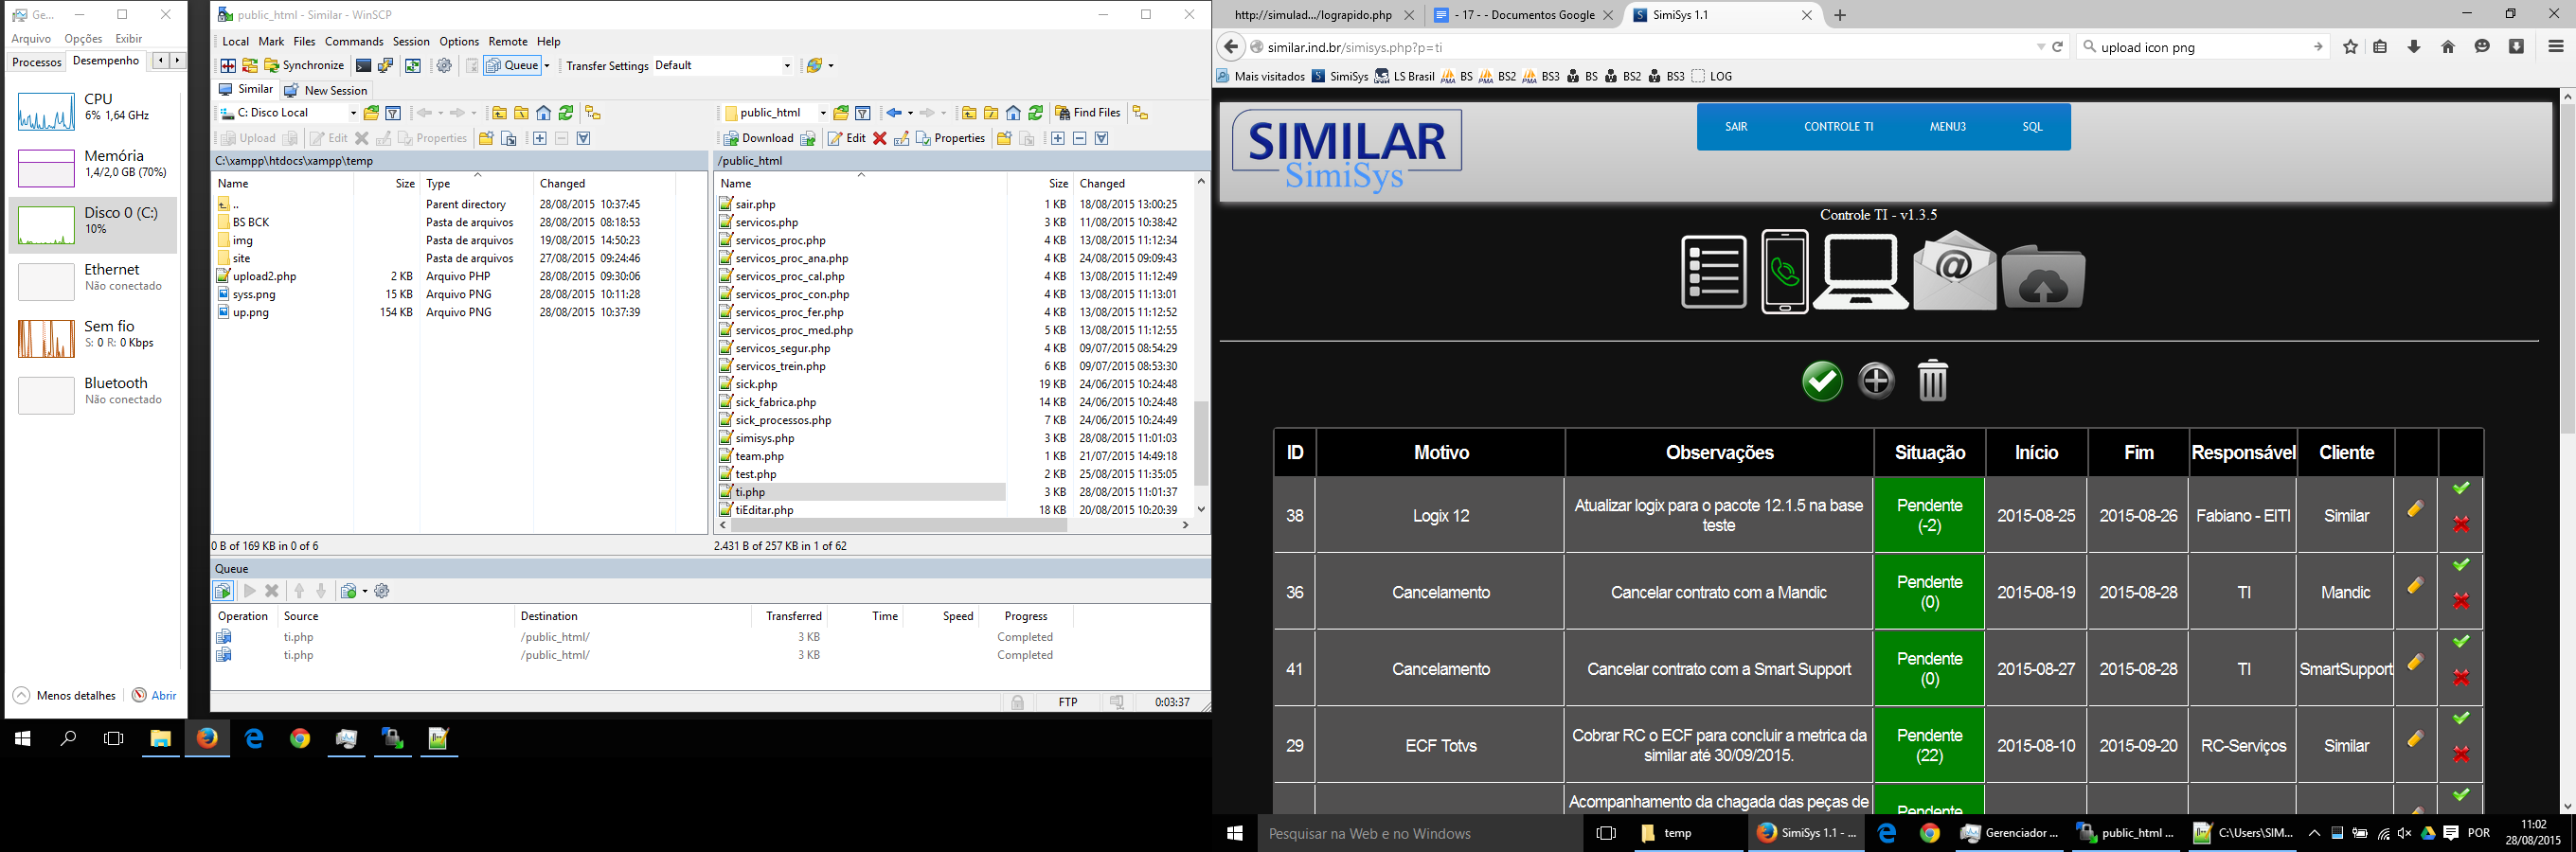 Ge...
Arquivo Opções Exibir
Processos Desempenho
CPU
6% 1,64 GHz
Memória
1,4/2,0 GB (70%)
Disco 0 (C:)
10%
Ethernet
Não conectado
Sem fio
S: 0 R: 0 Kbps
Bluetooth
Não conectado
Menos detalhes Abrir
public_html - Similar - WinSCP
Local Mark Files Commands Session Options Remote Help
Synchronize Queue Transfer Settings Default
Similar New Session
C: Disco Local
Upload Edit Properties
C:\xampp\htdocs\xampp\temp
Name Size Type Changed
.. Parent directory 28/08/2015 10:37:45
BS BCK Pasta de arquivos 28/08/2015 08:18:53
img Pasta de arquivos 19/08/2015 14:50:23
site Pasta de arquivos 27/08/2015 09:24:46
upload2.php 2 KB Arquivo PHP 28/08/2015 09:30:06
syss.png 15 KB Arquivo PNG 28/08/2015 10:11:28
up.png 154 KB Arquivo PNG 28/08/2015 10:37:39
0 B of 169 KB in 0 of 6
public_html Find Files
Download Edit Properties
/public_html
Name Size Changed
sair.php 1 KB 18/08/2015 13:00:25
servicos.php 3 KB 11/08/2015 10:38:42
servicos_proc.php 4 KB 13/08/2015 11:12:34
servicos_proc_ana.php 4 KB 24/08/2015 09:09:43
servicos_proc_cal.php 4 KB 13/08/2015 11:12:49
servicos_proc_con.php 4 KB 13/08/2015 11:13:01
servicos_proc_fer.php 4 KB 13/08/2015 11:12:52
servicos_proc_med.php 5 KB 13/08/2015 11:12:55
servicos_segur.php 4 KB 09/07/2015 08:54:29
servicos_trein.php 6 KB 09/07/2015 08:53:30
sick.php 19 KB 24/06/2015 10:24:48
sick_fabrica.php 14 KB 24/06/2015 10:24:48
sick_processos.php 7 KB 24/06/2015 10:24:49
simisys.php 3 KB 28/08/2015 11:01:03
team.php 1 KB 21/07/2015 14:49:18
test.php 2 KB 25/08/2015 11:35:05
ti.php 3 KB 28/08/2015 11:01:37
tiEditar.php 18 KB 20/08/2015 10:20:39
2.431 B of 257 KB in 1 of 62
Queue
Operation Source Destination Transferred Time Speed Progress
ti.php /public_html/ 3 KB Completed
ti.php /public_html/ 3 KB Completed
FTP 0:03:37
http://simulad.../lograpido.php - 17 - - Documentos Google SimiSys 1.1
similar.ind.br/simisys.php?p=ti upload icon png
Mais visitados SimiSys LS Brasil BS BS2 BS3 BS BS2 BS3 LOG
SIMILAR
SimiSys
SAIR CONTROLE TI MENU3 SQL
Controle TI - v1.3.5
@
ID Motivo Observações Situação Início Fim Responsável Cliente
38 Logix 12 Atualizar logix para o pacote 12.1.5 na base teste Pendente (-2) 2015-08-25 2015-08-26 Fabiano - EITI Similar
36 Cancelamento Cancelar contrato com a Mandic Pendente (0) 2015-08-19 2015-08-28 TI Mandic
41 Cancelamento Cancelar contrato com a Smart Support Pendente (0) 2015-08-27 2015-08-28 TI SmartSupport
29 ECF Totvs Cobrar RC o ECF para concluir a metrica da similar até 30/09/2015. Pendente (22) 2015-08-10 2015-09-20 RC-Serviços Similar
Acompanhamento da chagada das peças de Pendente
Pesquisar na Web e no Windows temp SimiSys 1.1 - ... Gerenciador ... public_html ... C:\Users\SIM... POR 11:02
28/08/2015